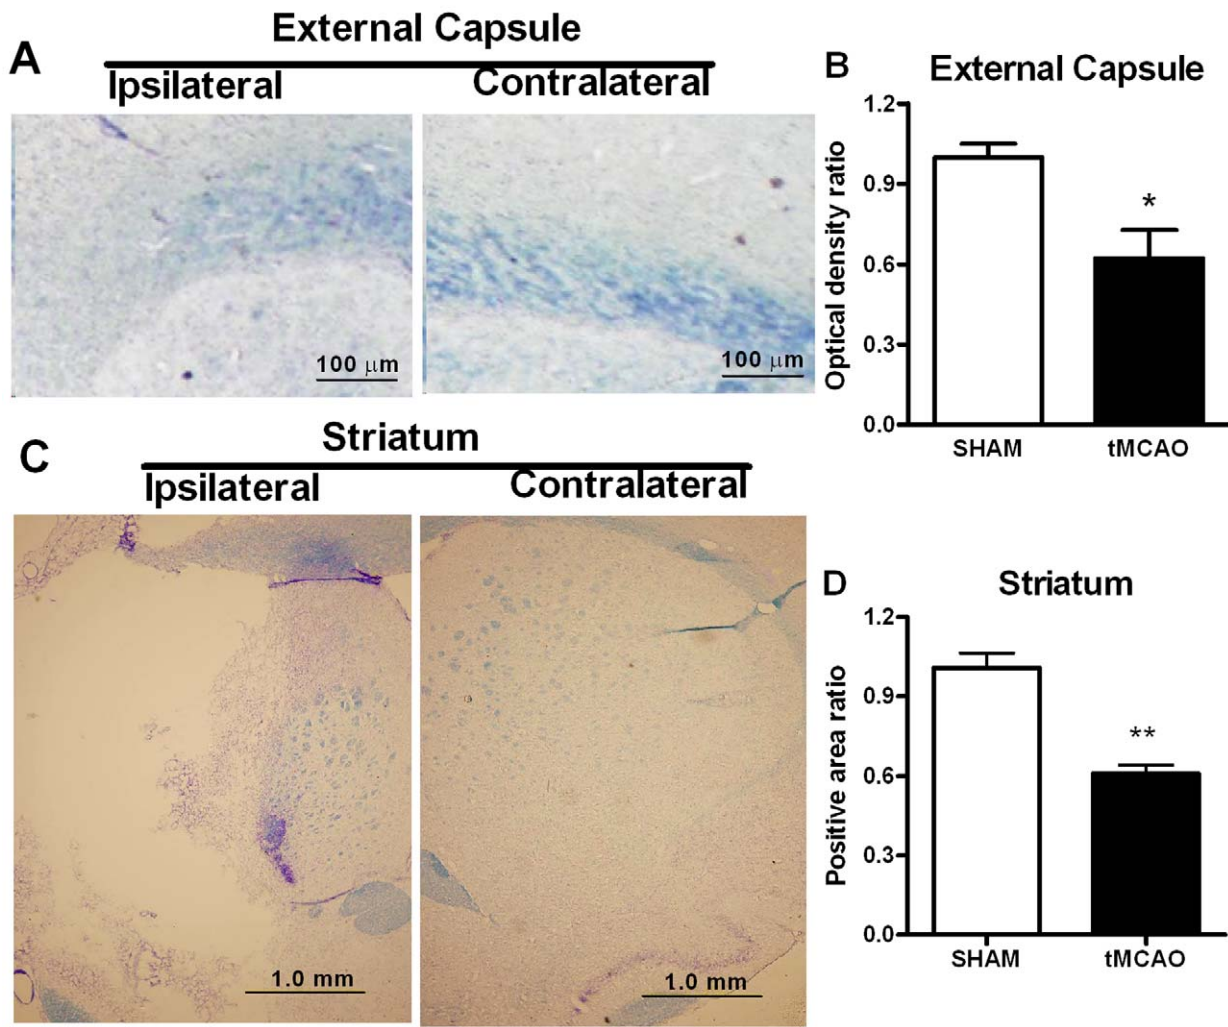 A
External Capsule
Ipsilateral
Contralateral
100 μm
100 μm
B
External Capsule
Optical density ratio
1.2
0.9
0.6
0.3
0.0
*
SHAM
tMCAO
C
Striatum
Ipsilateral
Contralateral
1.0 mm
1.0 mm
D
Striatum
Positive area ratio
1.2
0.9
0.6
0.3
0.0
**
SHAM
tMCAO